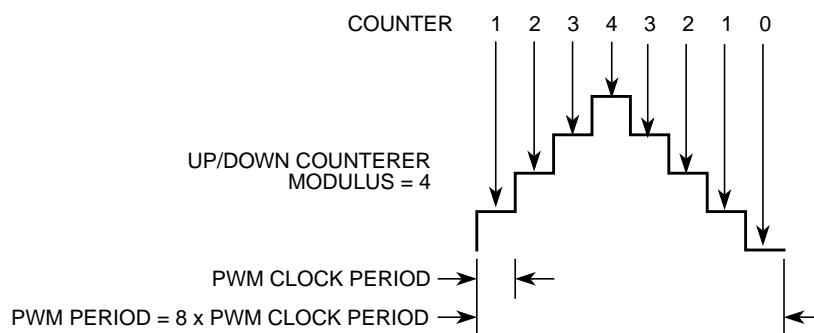 COUNTER 1 2 3 4 3 2 1 0
UP/DOWN COUNTERER
MODULUS = 4
PWM CLOCK PERIOD
PWM PERIOD = 8 x PWM CLOCK PERIOD